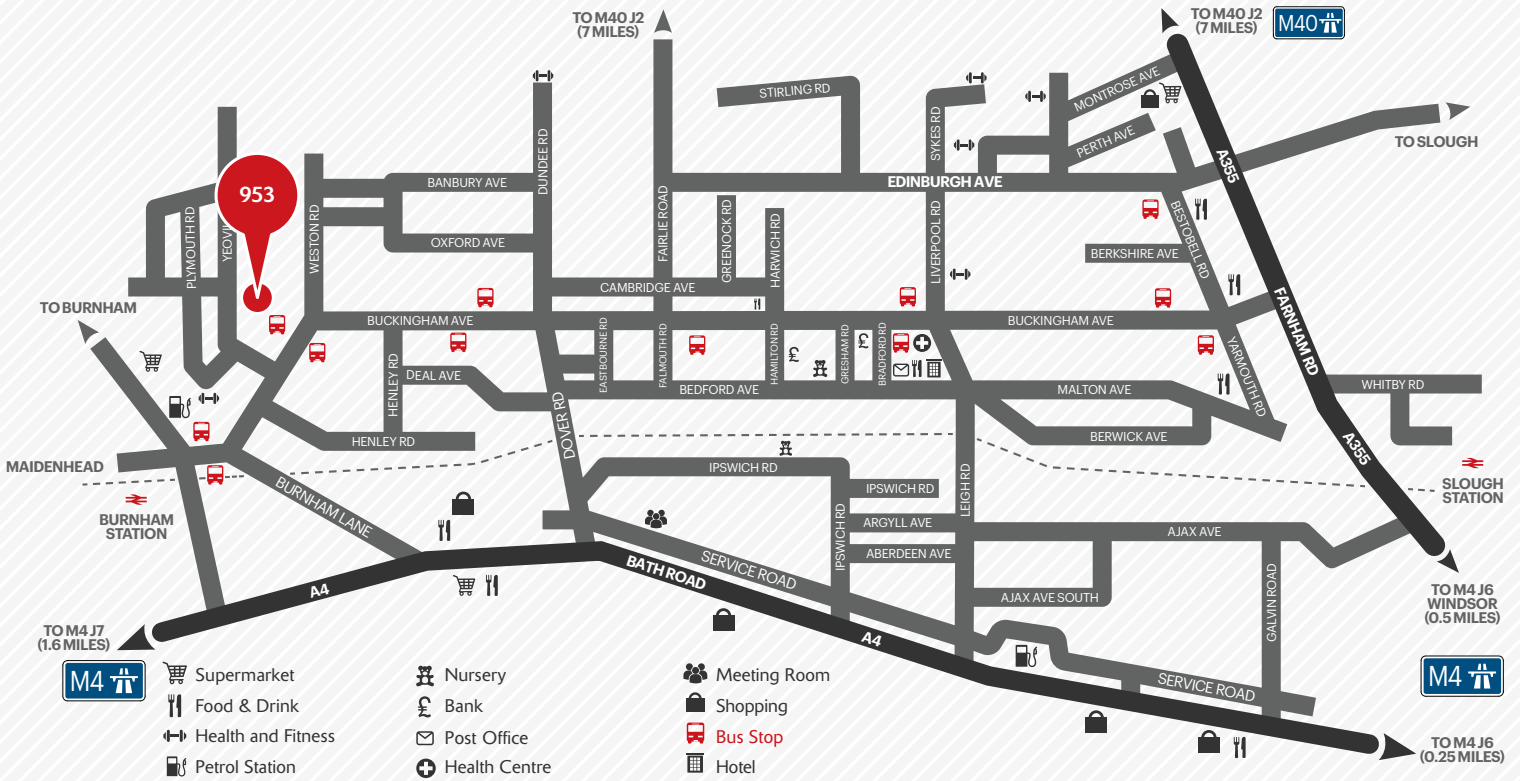 TO M40 J2
(7 MILES)
TO M40 J2
(7 MILES)
M40
STIRLING RD
MONTROSE AVE
SYKES RD
PERTH AVE
TO SLOUGH
DUNDEE RD
A355
953
BANBURY AVE
EDINBURGH AVE
PLYMOUTH RD
YEOVIL
WESTON RD
FAIRLIE ROAD
GREENOCK RD
HARWICH RD
LIVERPOOL RD
BESTOBELL RD
OXFORD AVE
BERKSHIRE AVE
CAMBRIDGE AVE
TO BURNHAM
BUCKINGHAM AVE
BUCKINGHAM AVE
FARNHAM RD
EASTBOURNE RD
FALMOUTH RD
HAMILTON RD
GRESHAM RD
BRADFORD RD
YARMOUTH RD
HENLEY RD
DEAL AVE
BEDFORD AVE
MALTON AVE
WHITBY RD
DOVER RD
HENLEY RD
BERWICK AVE
A355
MAIDENHEAD
IPSWICH RD
IPSWICH RD
LEIGH RD
SLOUGH
STATION
BURNHAM
STATION
BURNHAM LANE
IPSWICH RD
ARGYLL AVE
AJAX AVE
ABERDEEN AVE
SERVICE ROAD
BATH ROAD
A4
AJAX AVE SOUTH
GALVIN ROAD
TO M4 J6
WINDSOR
(0.5 MILES)
TO M4 J7
(1.6 MILES)
A4
M4
M4
SERVICE ROAD
TO M4 J6
(0.25 MILES)
Supermarket
Food & Drink
Health and Fitness
Petrol Station
Nursery
£ Bank
Post Office
Health Centre
Meeting Room
Shopping
Bus Stop
Hotel
£
£